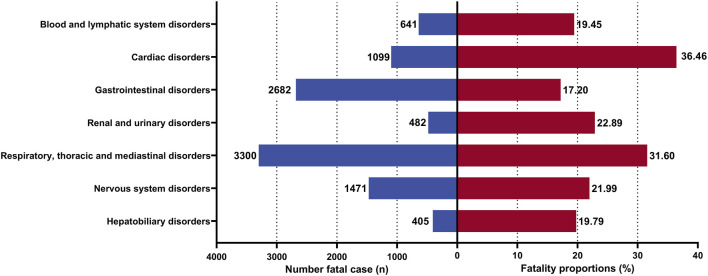 Blood and lymphatic system disorders 641 19.45
Cardiac disorders 1099 36.46
Gastrointestinal disorders 2682 17.20
Renal and urinary disorders 482 22.89
Respiratory, thoracic and mediastinal disorders 3300 31.60
Nervous system disorders 1471 21.99
Hepatobiliary disorders 405 19.79
4000 3000 2000 1000 0 10 20 30 40
Number fatal case (n) Fatality proportions (%)